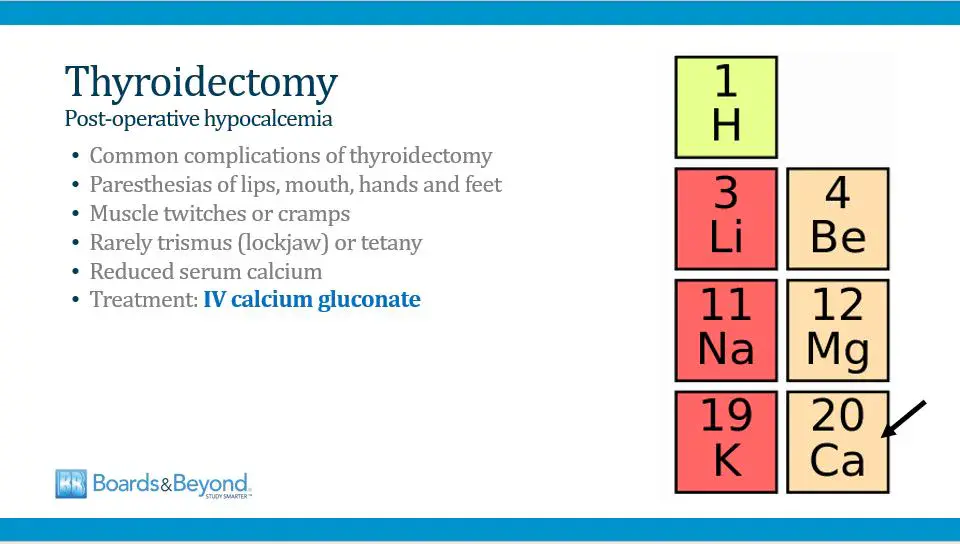 Thyroidectomy
Post-operative hypocalcemia
• Common complications of thyroidectomy
• Paresthesias of lips, mouth, hands and feet
• Muscle twitches or cramps
• Rarely trismus (lockjaw) or tetany
• Reduced serum calcium
• Treatment: IV calcium gluconate
1
H
3
Li
4
Be
11
Na
12
Mg
19
K
20
Ca
BB Boards&Beyond.
STUDY SMARTER™